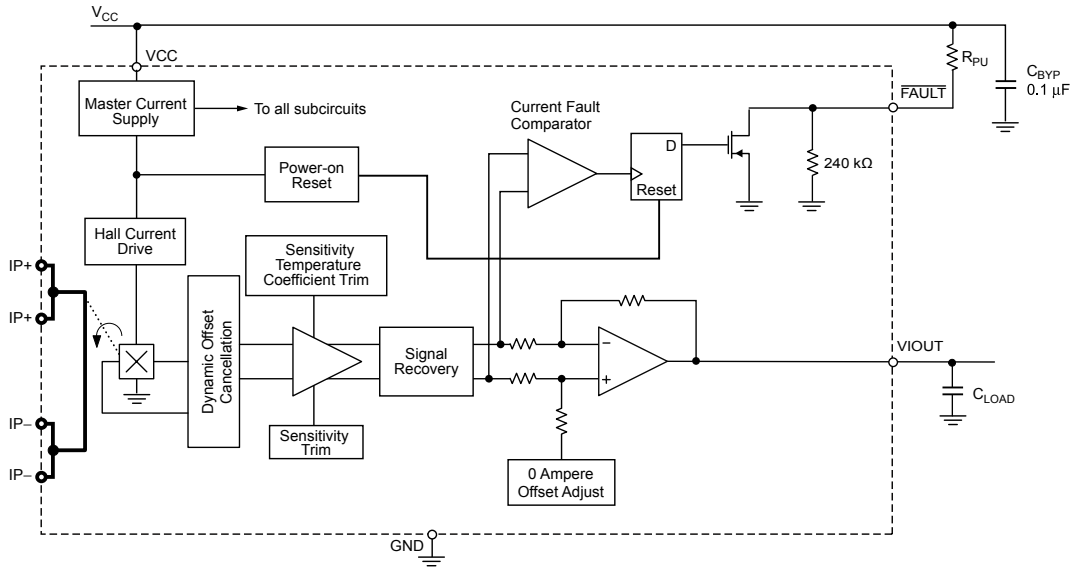 VCC
VCC
Master Current
Supply
To all subcircuits
Power-on
Reset
Hall Current
Drive
Current Fault
Comparator
D
Reset
FAULT
RPU
CBYP
0.1 µF
240 kΩ
IP+
IP+
IP–
IP–
Dynamic Offset
Cancellation
Sensitivity
Temperature
Coefficient Trim
Sensitivity
Trim
Signal
Recovery
–
+
0 Ampere
Offset Adjust
VIOUT
CLOAD
GND